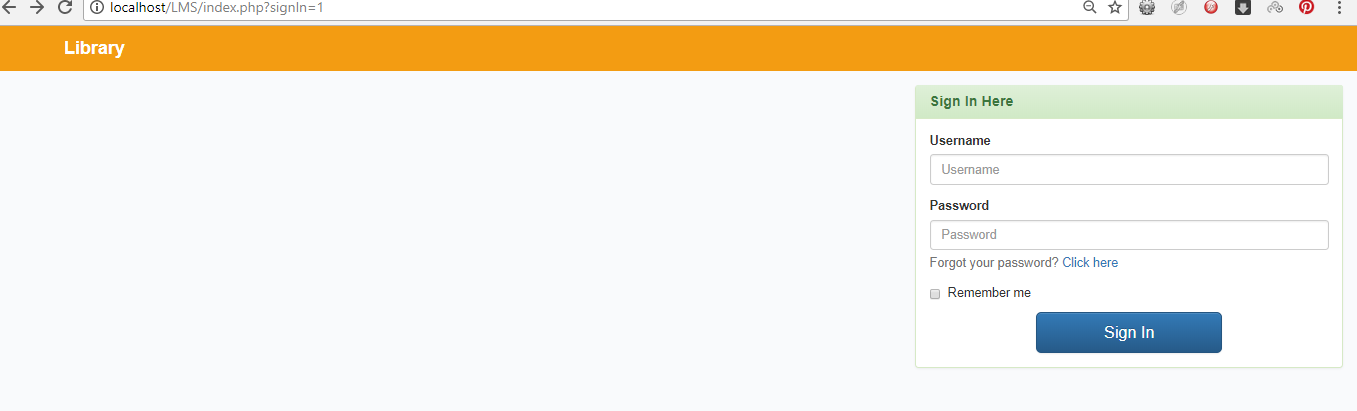 localhost/LMS/index.php?signIn=1
Library
Sign In Here
Username
Username
Password
Password
Forgot your password? Click here
Remember me
Sign In